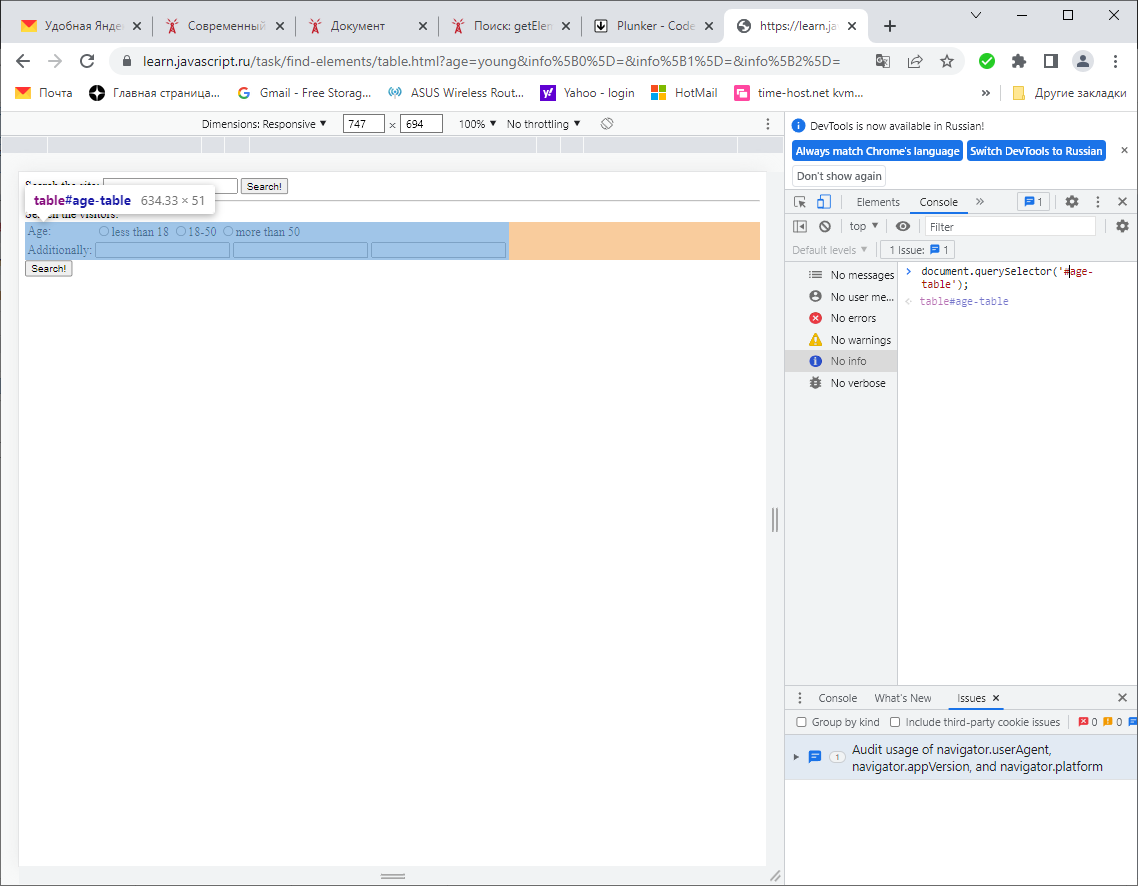 Удобная Яндек
Современный
Документ
Поиск: getElem
Plunker - Code
https://learn.ja
learn.javascript.ru/task/find-elements/table.html?age=young&info%5B0%5D=&info%5B1%5D=&info%5B2%5D=
Почта
Главная страница...
Gmail - Free Storag...
ASUS Wireless Rout...
Yahoo - login
HotMail
time-host.net kvm...
»
Другие закладки
Dimensions: Responsive ▼ 747 × 694 100% ▼ No throttling ▼
DevTools is now available in Russian!
Always match Chrome's language
Switch DevTools to Russian
Don't show again
Elements Console » 1
top ▼ Filter
Default levels ▼ 1 Issue: 1
Search the site: Search!
table#age-table 634.33 × 51
Search the visitors:
Age: less than 18 18-50 more than 50
Additionally:
Search!
No messages
No user me...
No errors
No warnings
No info
No verbose
document.querySelector('#age-
table');
table#age-table
Console What's New Issues
Group by kind Include third-party cookie issues 0 0
1 Audit usage of navigator.userAgent,
navigator.appVersion, and navigator.platform